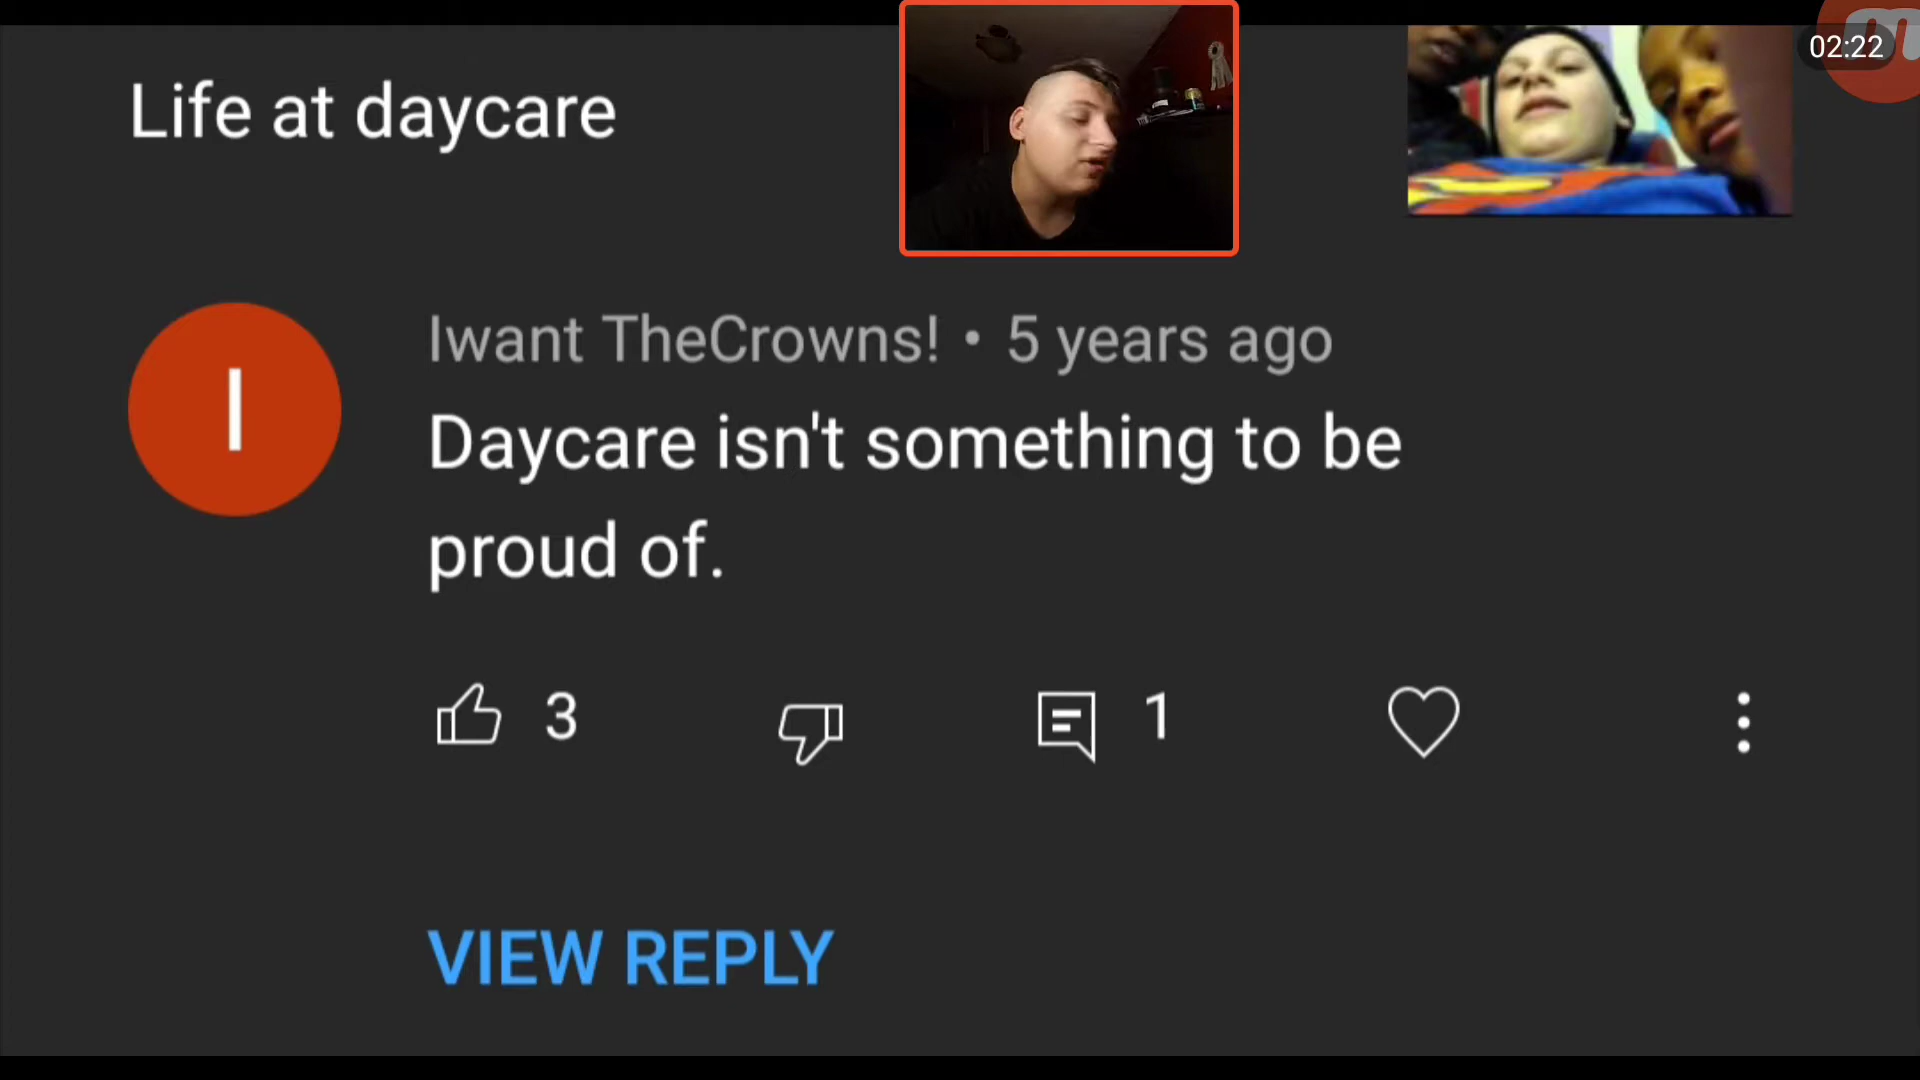 02:22
Life at daycare
I
Iwant TheCrowns! • 5 years ago
Daycare isn't something to be
proud of.
3
1
VIEW REPLY